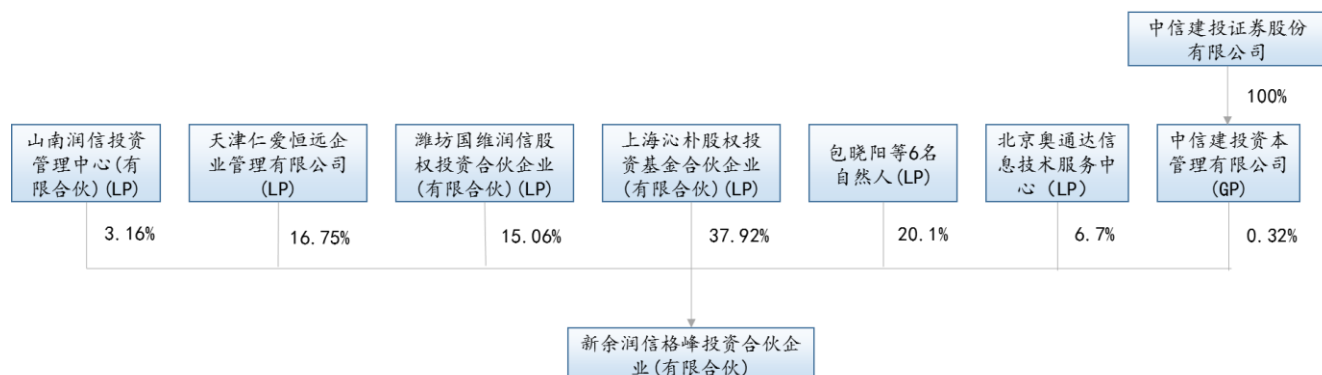 中信建投证券股份
有限公司
100%
山南润信投资
管理中心(有
限合伙)(LP)
天津仁爱恒远企
业管理有限公司
(LP)
潍坊国维润信股
权投资合伙企业
(有限合伙)(LP)
上海沁朴股权投
资基金合伙企业
(有限合伙)(LP)
包晓阳等6名
自然人(LP)
北京奥通达信
息技术服务中
心（LP）
中信建投资本
管理有限公司
(GP)
3.16%
16.75%
15.06%
37.92%
20.1%
6.7%
0.32%
新余润信格峰投资合伙企
业(有限合伙)